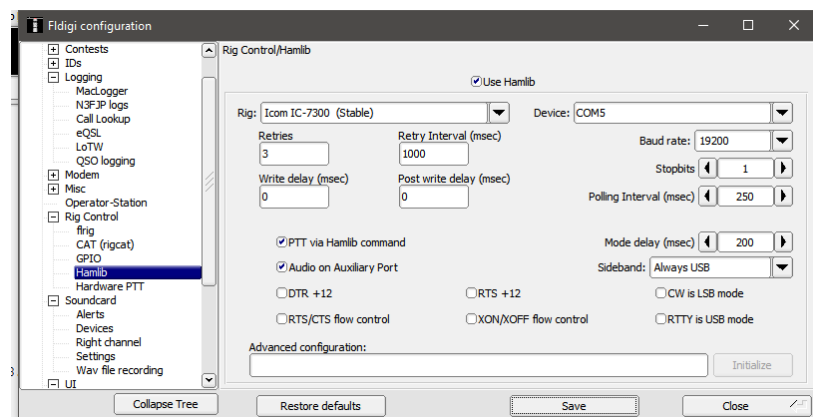 Fldigi configuration
Contests
IDs
Logging
MacLogger
N3FJP logs
Call Lookup
eQSL
LoTW
QSO logging
Modem
Misc
Operator-Station
Rig Control
flrig
CAT (rigcat)
GPIO
Hamlib
Hardware PTT
Soundcard
Alerts
Devices
Right channel
Settings
Wav file recording
UI
Collapse Tree
Rig Control/Hamlib
Use Hamlib
Rig: Icom IC-7300 (Stable) Device: COM5
Retries Retry Interval (msec) Baud rate: 19200
3 1000
Stopbits 1
Write delay (msec) Post write delay (msec)
0 0 Polling Interval (msec) 250
PTT via Hamlib command Mode delay (msec) 200
Audio on Auxiliary Port Sideband: Always USB
DTR +12 RTS +12 CW is LSB mode
RTS/CTS flow control XON/XOFF flow control RTTY is USB mode
Advanced configuration:
Initialize
Restore defaults Save Close